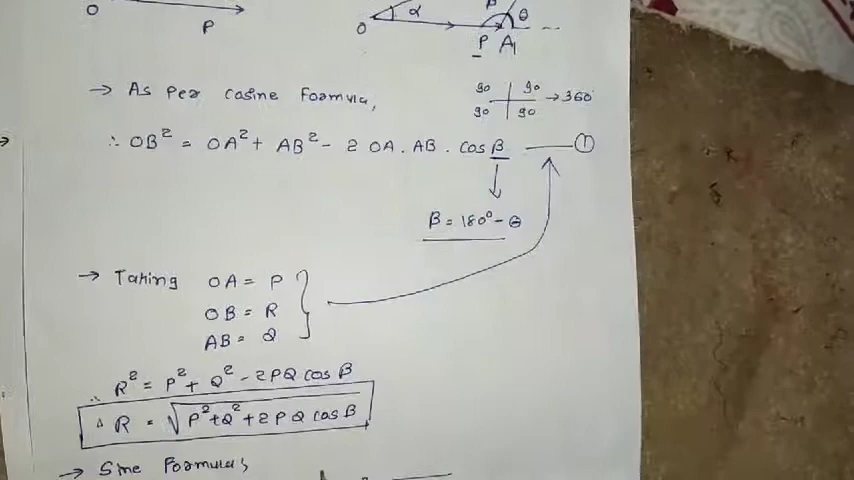 O P
O α P A β θ
→ As per cosine Formula,
90 90 → 360°
90 90
∴ OB² = OA² + AB² - 2 OA . AB . cos β — ①
β = 180° - θ
→ Taking OA = P
OB = R
AB = Q
∴ R² = P² + Q² - 2PQ cos β
∴ R = √P²+Q²+2PQ cos β
→ Sine Formula,